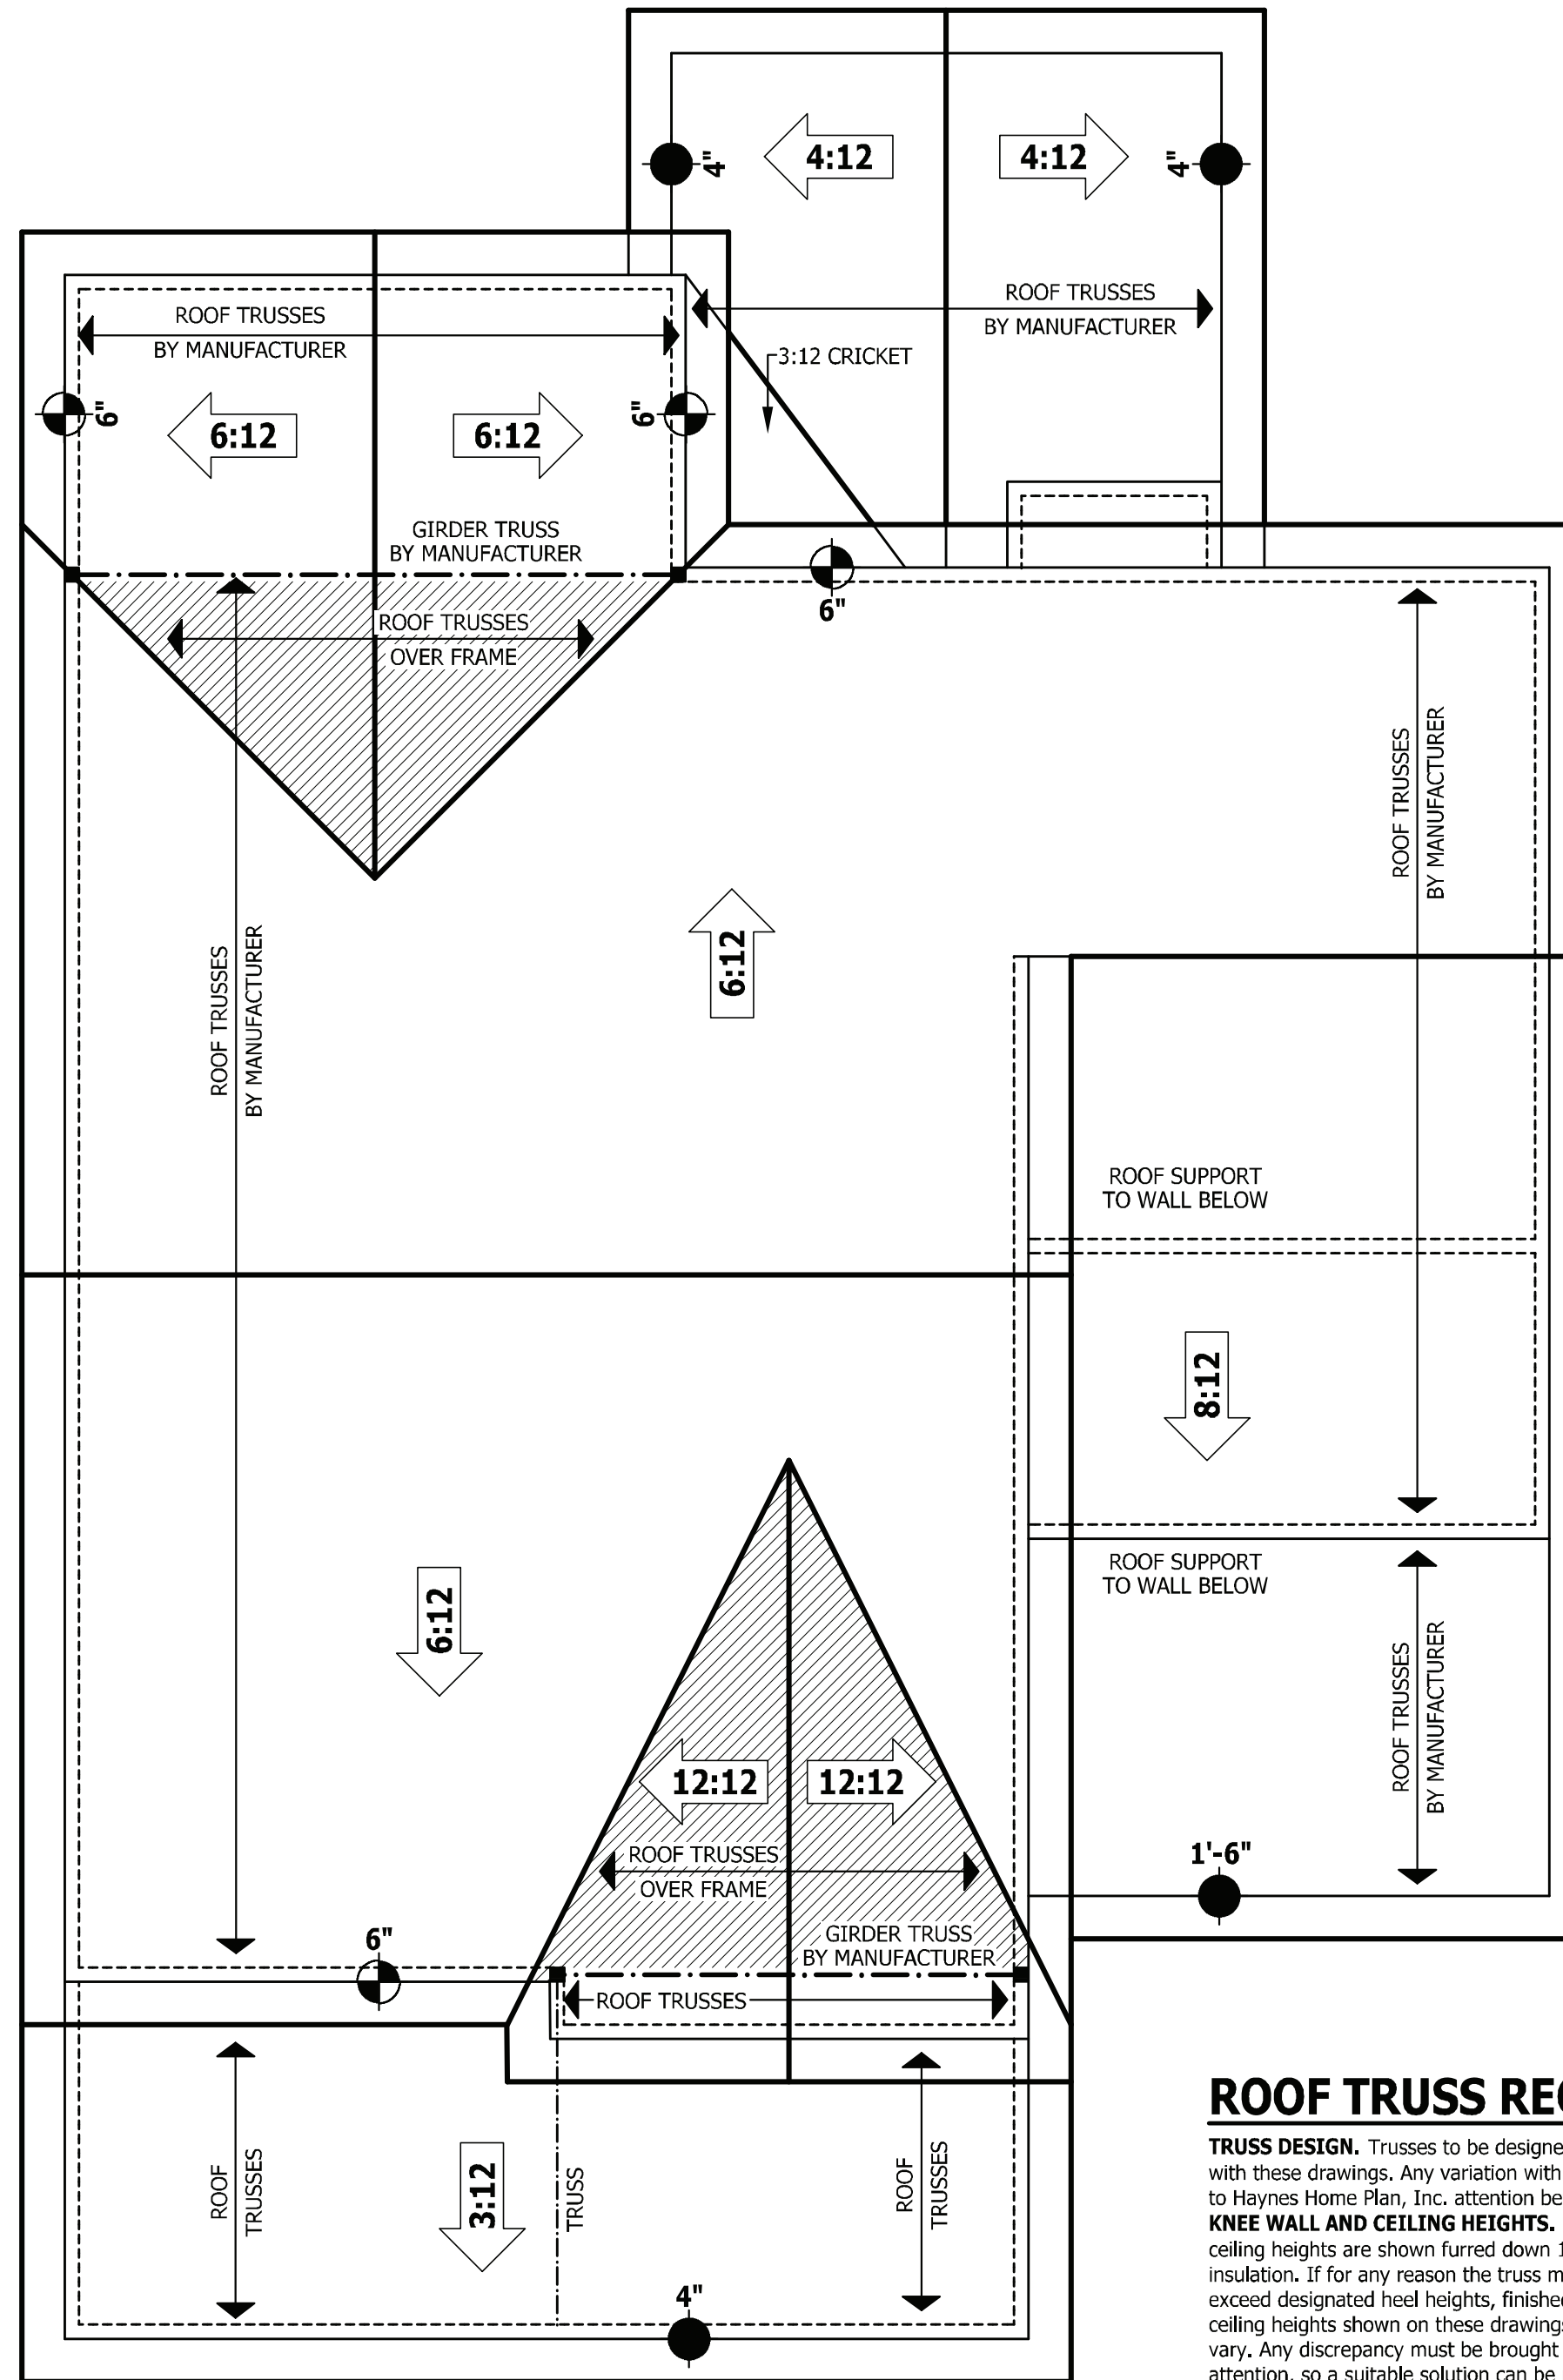 4:12
4:12
4"
4"
ROOF TRUSSES
BY MANUFACTURER
ROOF TRUSSES
BY MANUFACTURER
3:12 CRICKET
6"
6"
6:12
6:12
GIRDER TRUSS
BY MANUFACTURER
6"
ROOF TRUSSES
OVER FRAME
ROOF TRUSSES
BY MANUFACTURER
6:12
ROOF TRUSSES
BY MANUFACTURER
ROOF SUPPORT
TO WALL BELOW
8:12
ROOF SUPPORT
TO WALL BELOW
6:12
ROOF TRUSSES
BY MANUFACTURER
12:12
12:12
ROOF TRUSSES
OVER FRAME
1'-6"
GIRDER TRUSS
BY MANUFACTURER
6"
ROOF TRUSSES
ROOF
TRUSSES
3:12
TRUSS
ROOF
TRUSSES
4"
ROOF TRUSS
TRUSS DESIGN. Trusses to be
with these drawings. Any variation with
to Haynes Home Plan, Inc. attention
KNEE WALL AND CEILING HEIGHTS.
ceiling heights are shown furred down
insulation. If for any reason the truss
exceed designated heel heights,
ceiling heights shown on these
vary. Any discrepancy must be brought
attention, so a suitable solution can be